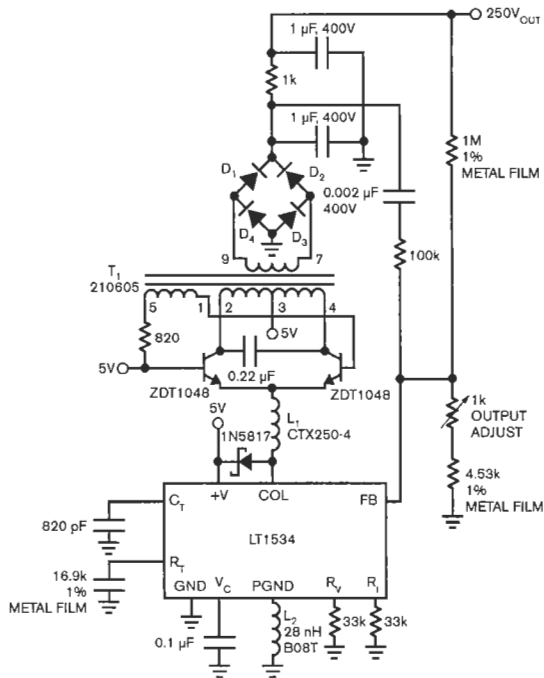 250VOUT
1 µF, 400V
1k
1 µF, 400V
1M
1%
METAL FILM
D1
D2
0.002 µF
400V
D4
D3
9
7
100k
T1
210605
5
1
2
3
4
5V
820
5V
0.22 µF
ZDT1048
ZDT1048
1k
OUTPUT
ADJUST
5V
L1
CTX250-4
1N5817
4.53k
1%
METAL FILM
+V
COL
CT
FB
820 pF
LT1534
RT
16.9k
1%
METAL FILM
GND
VC
PGND
RV
RI
L2
28 nH
B08T
33k
33k
0.1 µF